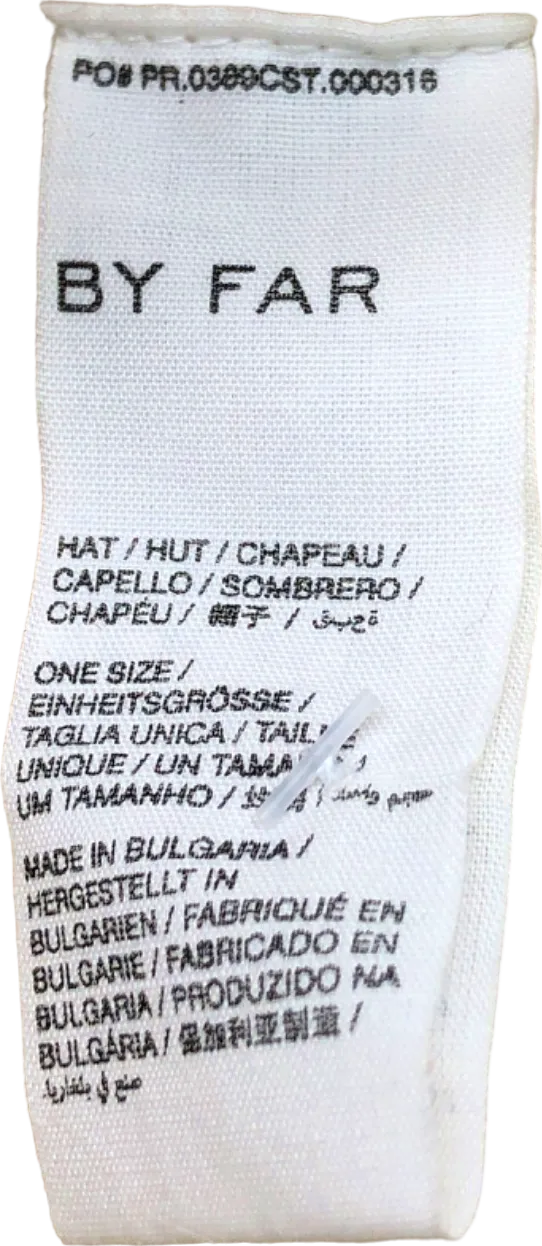 PO# PR.0389CST.000316
BY FAR
HAT / HUT / CHAPEAU /
CAPELLO / SOMBRERO /
CHAPÉU / 帽子 / قبعة
ONE SIZE /
EINHEITSGRÖSSE /
TAGLIA UNICA /
UNIQUE / UN
UM TAMANHO /
MADE IN BULGARIA /
HERGESTELLT IN
BULGARIEN / FABRIQUÉ EN
BULGARIE / FABRICADO EN
BULGARIA / PRODUZIDO NA
BULGÁRIA / 保加利亚制造 /
صنع في بلغاريا.